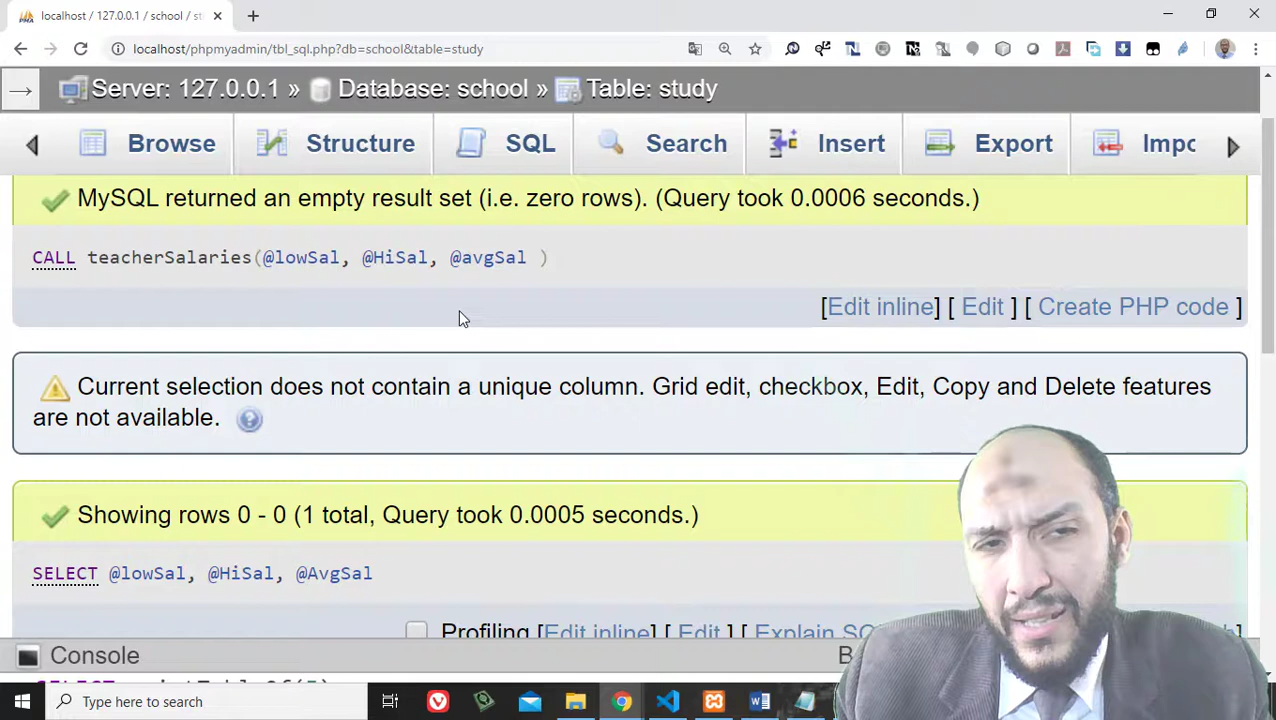 localhost / 127.0.0.1 / school / st
localhost/phpmyadmin/tbl_sql.php?db=school&table=study
Server: 127.0.0.1 » Database: school » Table: study
Browse Structure SQL Search Insert Export Impo
MySQL returned an empty result set (i.e. zero rows). (Query took 0.0006 seconds.)
CALL teacherSalaries(@lowSal, @HiSal, @avgSal )
[Edit inline] [ Edit ] [ Create PHP code ]
Current selection does not contain a unique column. Grid edit, checkbox, Edit, Copy and Delete features
are not available.
Showing rows 0 - 0 (1 total, Query took 0.0005 seconds.)
SELECT @lowSal, @HiSal, @AvgSal
Profiling [Edit inline] [ Edit ] [ Explain SQ
Console
Type here to search